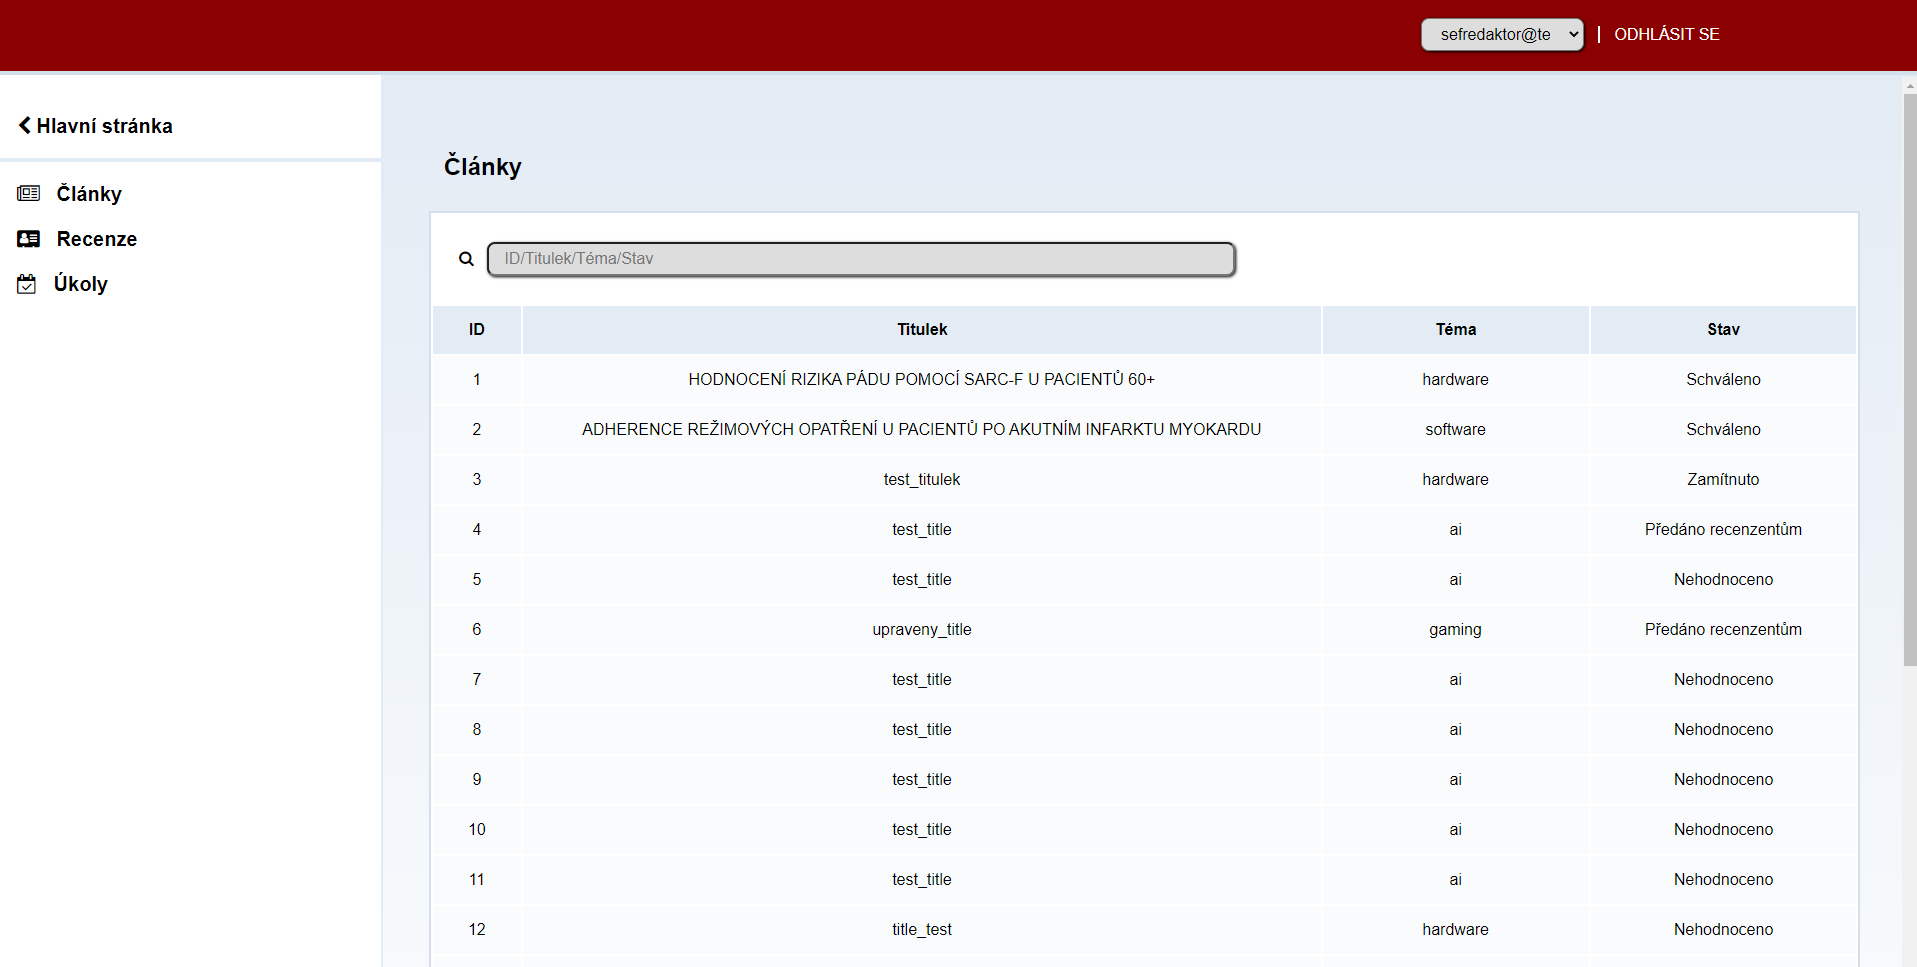 sefredaktor@te | ODHLÁSIT SE
Hlavní stránka
Články
Recenze
Úkoly
Články
ID/Titulek/Téma/Stav
ID Titulek Téma Stav
1 HODNOCENÍ RIZIKA PÁDU POMOCÍ SARC-F U PACIENTŮ 60+ hardware Schváleno
2 ADHERENCE REŽIMOVÝCH OPATŘENÍ U PACIENTŮ PO AKUTNÍM INFARKTU MYOKARDU software Schváleno
3 test_titulek hardware Zamítnuto
4 test_title ai Předáno recenzentům
5 test_title ai Nehodnoceno
6 upraveny_title gaming Předáno recenzentům
7 test_title ai Nehodnoceno
8 test_title ai Nehodnoceno
9 test_title ai Nehodnoceno
10 test_title ai Nehodnoceno
11 test_title ai Nehodnoceno
12 title_test hardware Nehodnoceno